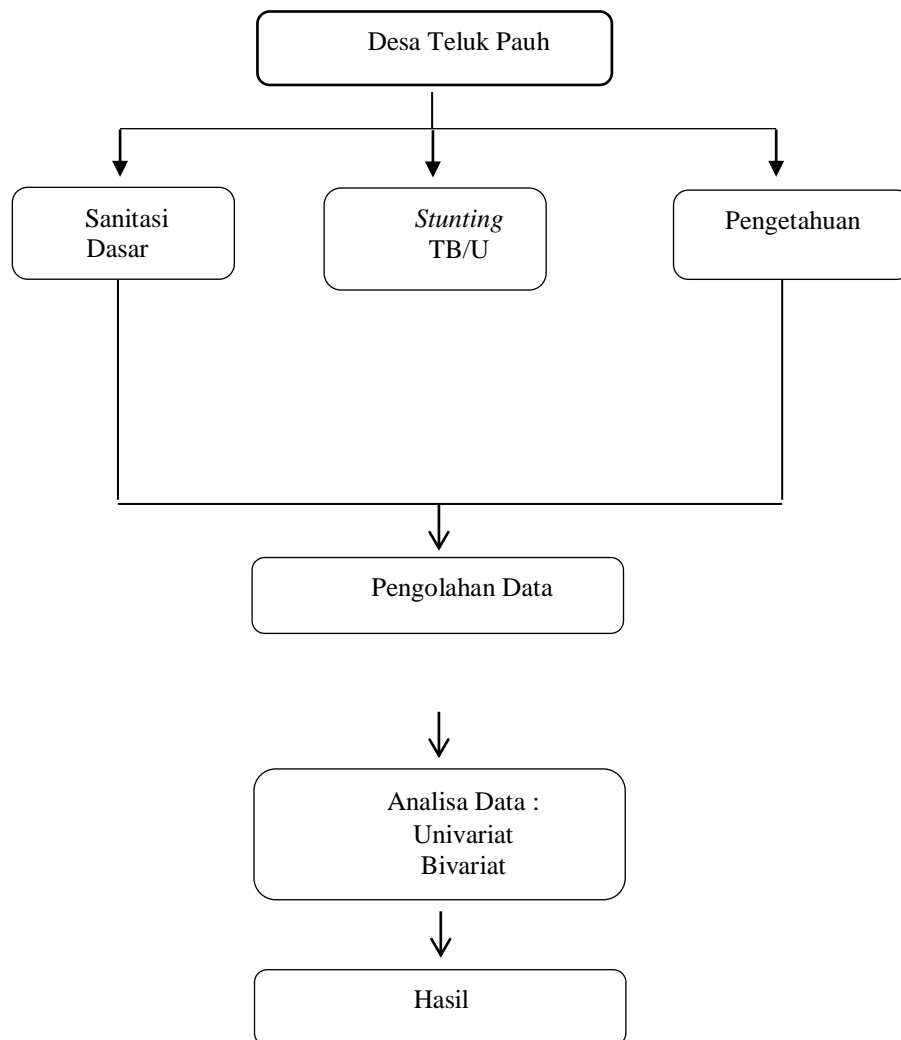 Desa Teluk Pauh
Sanitasi
Dasar
Stunting
TB/U
Pengetahuan
Pengolahan Data
Analisa Data :
Univariat
Bivariat
Hasil